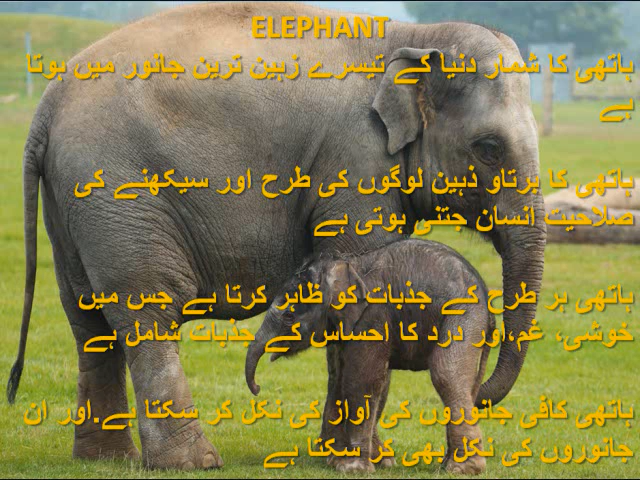 ELEPHANT
ہاتھی کا شمار دنیا کے تیسرے زہین ترین جانور میں ہوتا
ہے
ہاتھی کا برتاو ذہین لوگوں کی طرح اور سیکھنے کی
صلاحیت انسان جتنی ہوتی ہے
ہاتھی ہر طرح کے جذبات کو ظاہر کرتا ہے جس میں
خوشی، غم،اور درد کا احساس کے جذبات شامل ہے
ہاتھی کافی جانوروں کی آواز کی نکل کر سکتا ہے.اور ان
جانوروں کی نکل بھی کر سکتا ہے